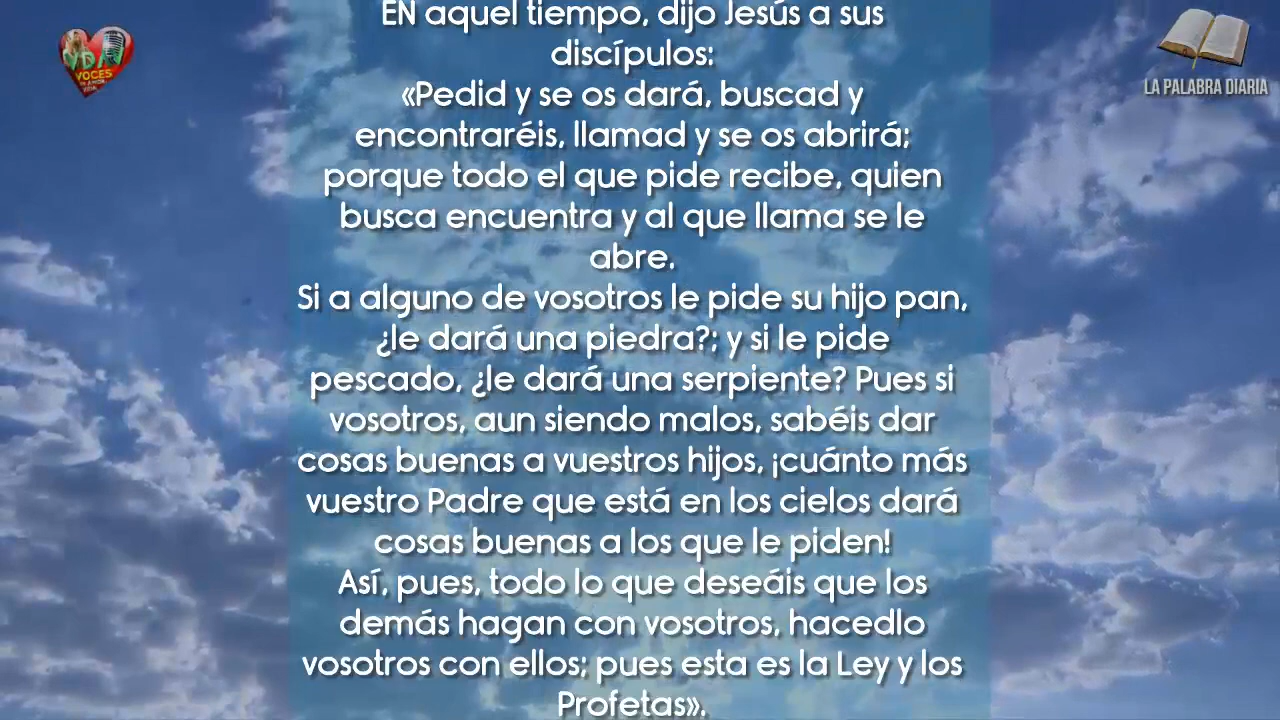 EN aquel tiempo, dijo Jesús a sus
discípulos:
«Pedid y se os dará, buscad y
encontraréis, llamad y se os abrirá;
porque todo el que pide recibe, quien
busca encuentra y al que llama se le
abre.
Si a alguno de vosotros le pide su hijo pan,
¿le dará una piedra?; y si le pide
pescado, ¿le dará una serpiente? Pues si
vosotros, aun siendo malos, sabéis dar
cosas buenas a vuestros hijos, ¡cuánto más
vuestro Padre que está en los cielos dará
cosas buenas a los que le piden!
Así, pues, todo lo que deseáis que los
demás hagan con vosotros, hacedlo
vosotros con ellos; pues esta es la Ley y los
Profetas».
VOCES
LA PALABRA DIARIA